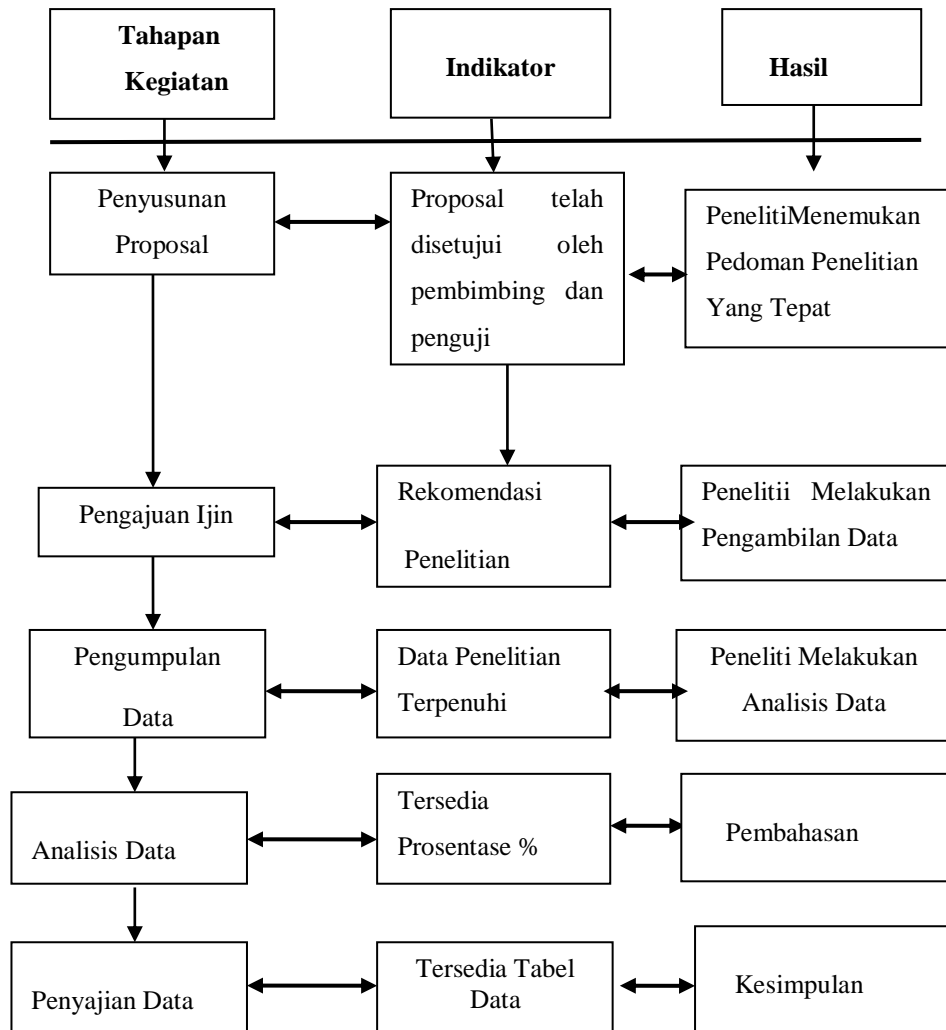 Tahapan
Kegiatan
Indikator
Hasil
Penyusunan
Proposal
Proposal telah
disetujui oleh
pembimbing dan
penguji
PenelitiMenemukan
Pedoman Penelitian
Yang Tepat
Pengajuan Ijin
Rekomendasi
Penelitian
Penelitii Melakukan
Pengambilan Data
Pengumpulan
Data
Data Penelitian
Terpenuhi
Peneliti Melakukan
Analisis Data
Analisis Data
Tersedia
Prosentase %
Pembahasan
Penyajian Data
Tersedia Tabel
Data
Kesimpulan